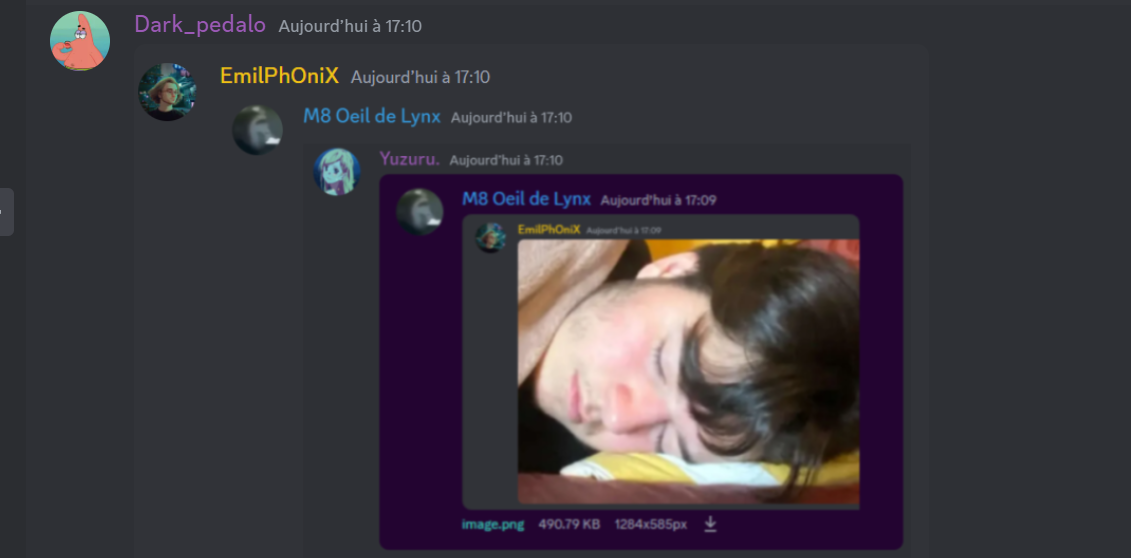 Dark_pedalo Aujourd'hui à 17:10
EmilPhOniX Aujourd'hui à 17:10
M8 Oeil de Lynx Aujourd'hui à 17:10
Yuzuru. Aujourd'hui à 17:10
M8 Oeil de Lynx Aujourd'hui à 17:09
EmilPhOniX Aujourd'hui à 17:09
image.png 490.79 KB 1284x585px